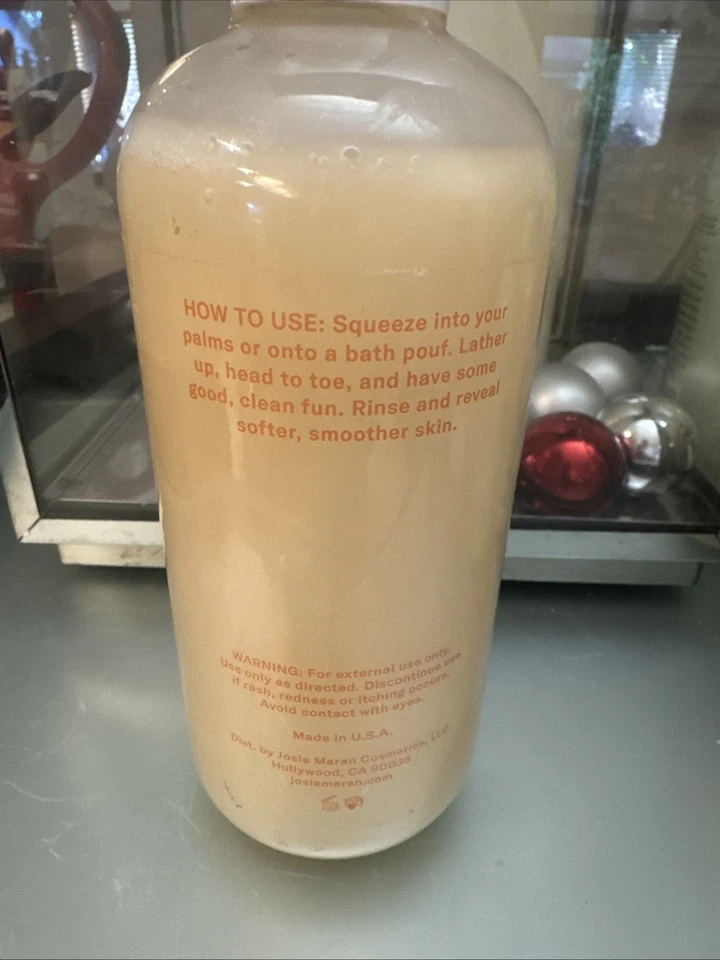 HOW TO USE: Squeeze into your
palms or onto a bath pouf. Lather
up, head to toe, and have some
good, clean fun. Rinse and reveal
softer, smoother skin.
WARNING: For external use only.
Use only as directed. Discontinue use
if rash, redness or itching occurs.
Avoid contact with eyes.
Made in U.S.A.
Dist. by Josie Maran Cosmetics, LLC
Hollywood, CA 90038
josiemaran.com